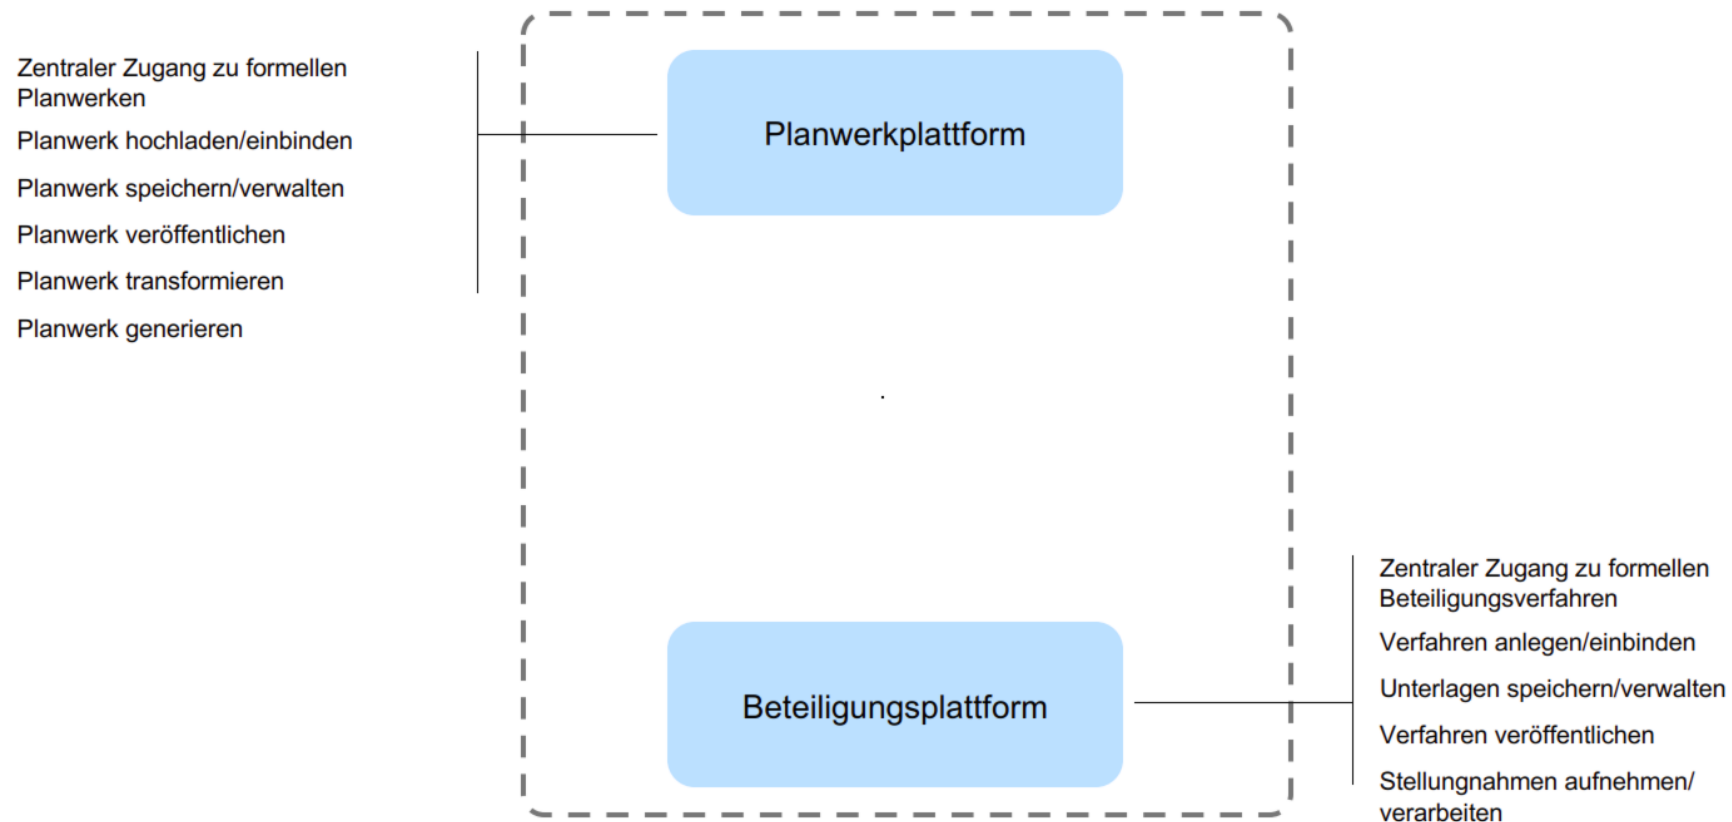 Zentraler Zugang zu formellen
Planwerken
Planwerk hochladen/einbinden
Planwerk speichern/verwalten
Planwerk veröffentlichen
Planwerk transformieren
Planwerk generieren
Planwerkplattform
.
Beteiligungsplattform
Zentraler Zugang zu formellen
Beteiligungsverfahren
Verfahren anlegen/einbinden
Unterlagen speichern/verwalten
Verfahren veröffentlichen
Stellungnahmen aufnehmen/
verarbeiten